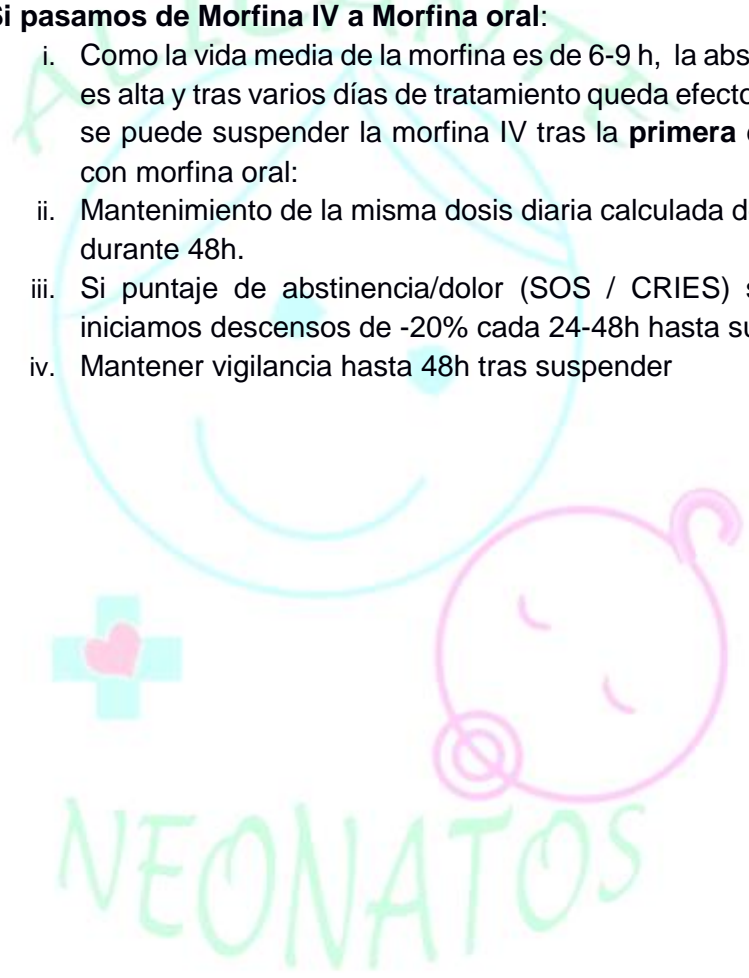 Si pasamos de Morfina IV a Morfina oral:
i. Como la vida media de la morfina es de 6-9 h, la
es alta y tras varios días de tratamiento queda
se puede suspender la morfina IV tras la primera
con morfina oral:
ii. Mantenimiento de la misma dosis diaria calculada
durante 48h.
iii. Si puntaje de abstinencia/dolor (SOS / CRIES)
iniciamos descensos de -20% cada 24-48h hasta
iv. Mantener vigilancia hasta 48h tras suspender
ALICANTE
NEONATOS